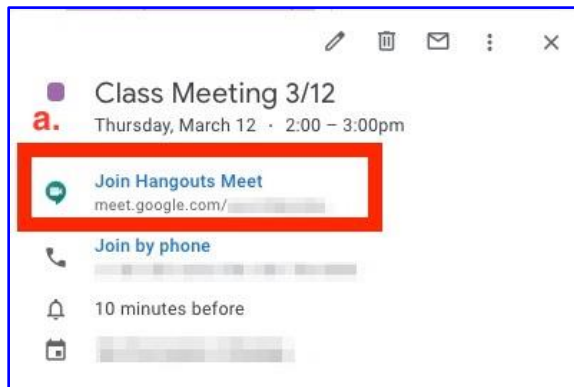 Class Meeting 3/12
a.
Thursday, March 12 · 2:00 – 3:00pm
Join Hangouts Meet
meet.google.com/
Join by phone
10 minutes before